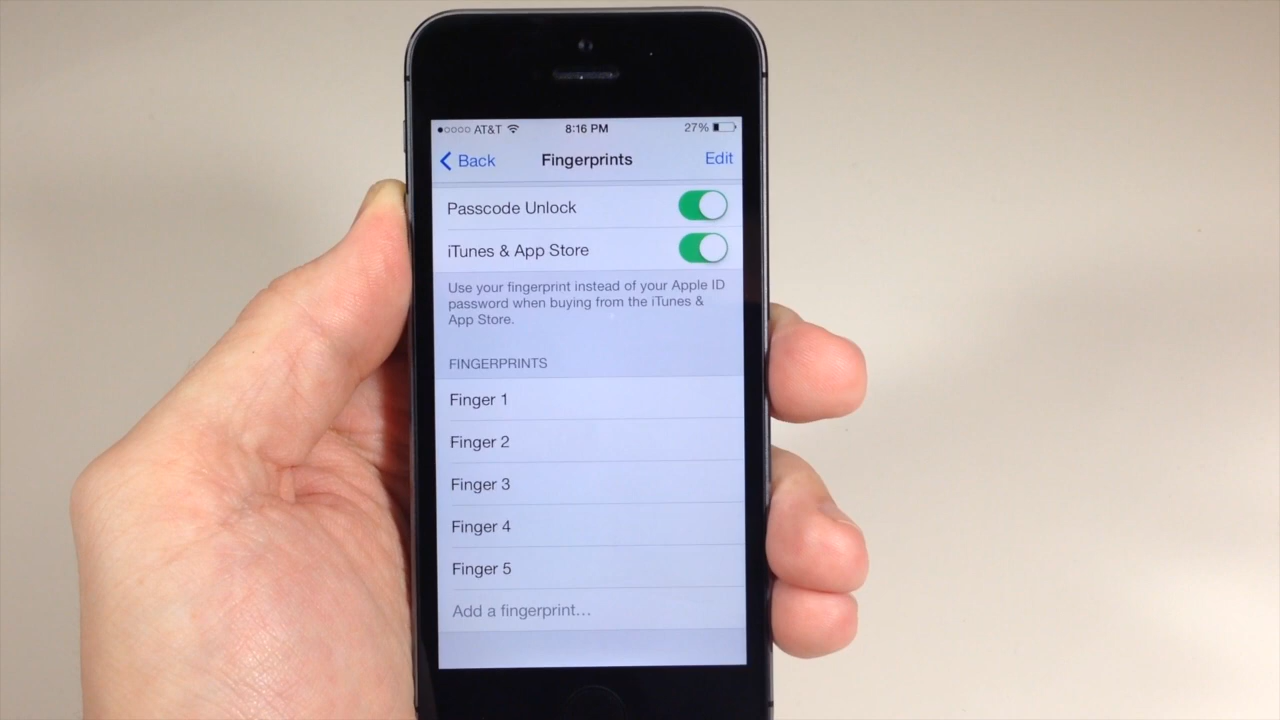 AT&T 8:16 PM 27%
Back Fingerprints Edit
Passcode Unlock
iTunes & App Store
Use your fingerprint instead of your Apple ID
password when buying from the iTunes &
App Store.
FINGERPRINTS
Finger 1
Finger 2
Finger 3
Finger 4
Finger 5
Add a fingerprint…